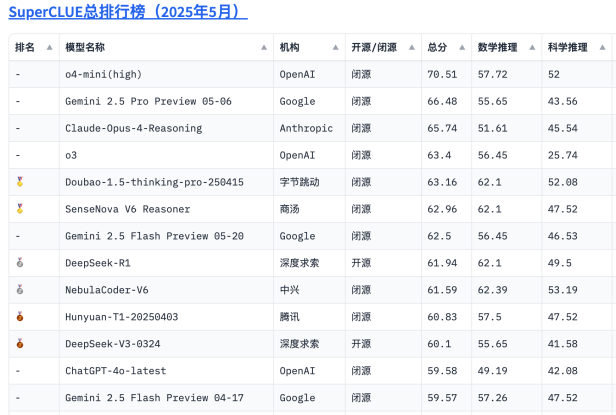 SuperCLUE总排行榜（2025年5月）
排名 模型名称 机构 开源/闭源 总分 数学推理 科学推理
- o4-mini(high) OpenAI 闭源 70.51 57.72 52
- Gemini 2.5 Pro Preview 05-06 Google 闭源 66.48 55.65 43.56
- Claude-Opus-4-Reasoning Anthropic 闭源 65.74 51.61 45.54
- o3 OpenAI 闭源 63.4 56.45 25.74
Doubao-1.5-thinking-pro-250415 字节跳动 闭源 63.16 62.1 52.08
SenseNova V6 Reasoner 商汤 闭源 62.96 62.1 47.52
- Gemini 2.5 Flash Preview 05-20 Google 闭源 62.5 56.45 46.53
DeepSeek-R1 深度求索 开源 61.94 62.1 49.5
NebulaCoder-V6 中兴 闭源 61.59 62.39 53.19
Hunyuan-T1-20250403 腾讯 闭源 60.83 57.5 47.52
DeepSeek-V3-0324 深度求索 开源 60.1 55.65 41.58
- ChatGPT-4o-latest OpenAI 闭源 59.58 49.19 42.08
- Gemini 2.5 Flash Preview 04-17 Google 闭源 59.57 57.26 47.52